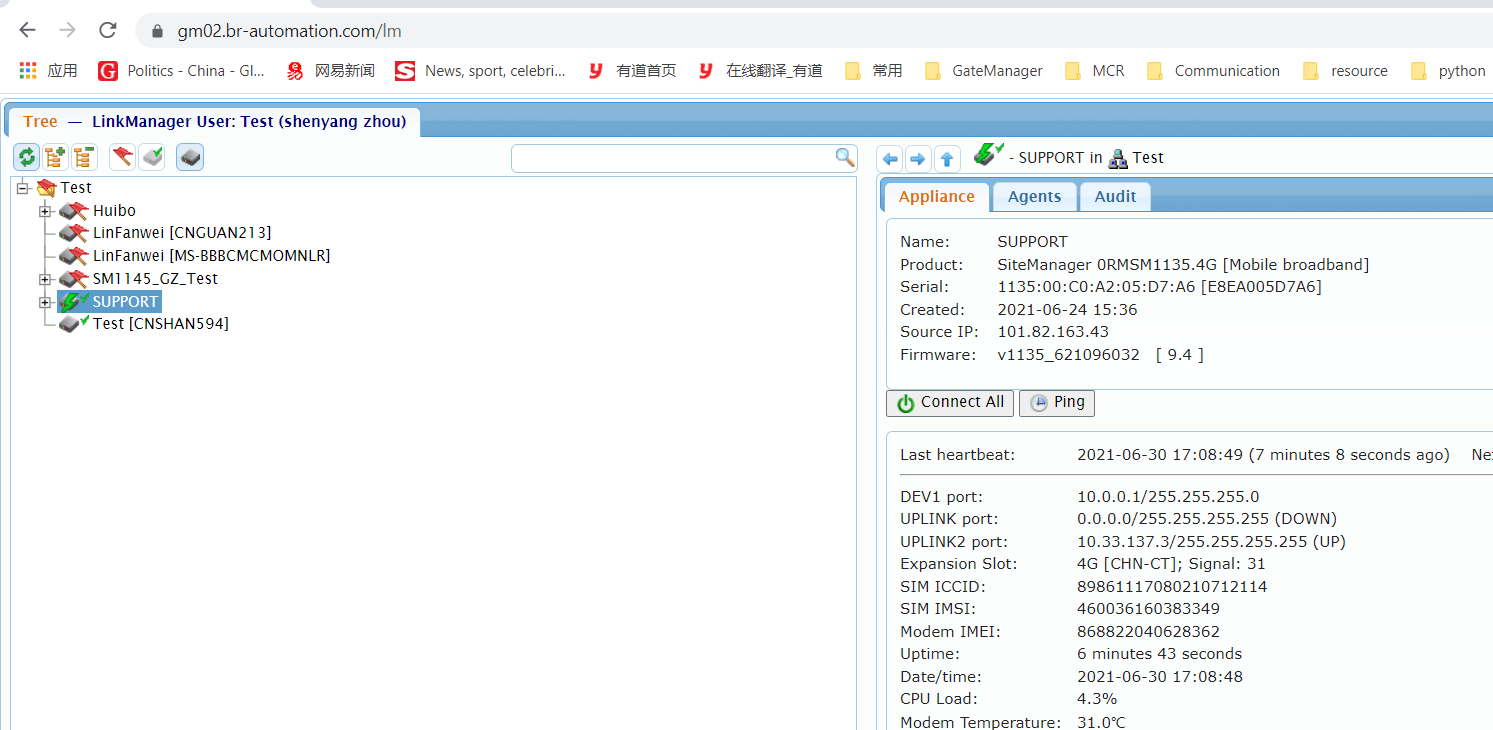 gm02.br-automation.com/lm
应用 Politics - China - Gl... 网易新闻 News, sport, celebri... 有道首页 在线翻译_有道 常用 GateManager MCR Communication resource python
Tree — LinkManager User: Test (shenyang zhou)
- SUPPORT in Test
Test
Huibo
LinFanwei [CNGUAN213]
LinFanwei [MS-BBBCMCMOMNLR]
SM1145_GZ_Test
SUPPORT
Test [CNSHAN594]
Appliance Agents Audit
Name: SUPPORT
Product: SiteManager 0RMSM1135.4G [Mobile broadband]
Serial: 1135:00:C0:A2:05:D7:A6 [E8EA005D7A6]
Created: 2021-06-24 15:36
Source IP: 101.82.163.43
Firmware: v1135_621096032 [ 9.4 ]
Connect All Ping
Last heartbeat: 2021-06-30 17:08:49 (7 minutes 8 seconds ago)
DEV1 port: 10.0.0.1/255.255.255.0
UPLINK port: 0.0.0.0/255.255.255.255 (DOWN)
UPLINK2 port: 10.33.137.3/255.255.255.255 (UP)
Expansion Slot: 4G [CHN-CT]; Signal: 31
SIM ICCID: 89861117080210712114
SIM IMSI: 460036160383349
Modem IMEI: 868822040628362
Uptime: 6 minutes 43 seconds
Date/time: 2021-06-30 17:08:48
CPU Load: 4.3%
Modem Temperature: 31.0°C